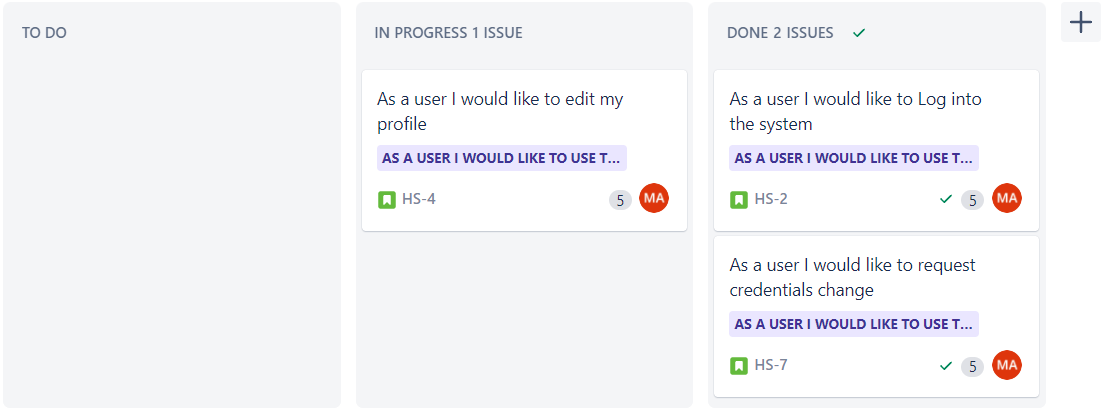 TO DO
IN PROGRESS 1 ISSUE
As a user I would like to edit my
profile
AS A USER I WOULD LIKE TO USE T...
HS-4
5
MA
DONE 2 ISSUES
As a user I would like to Log into
the system
AS A USER I WOULD LIKE TO USE T...
HS-2
5
MA
As a user I would like to request
credentials change
AS A USER I WOULD LIKE TO USE T...
HS-7
5
MA